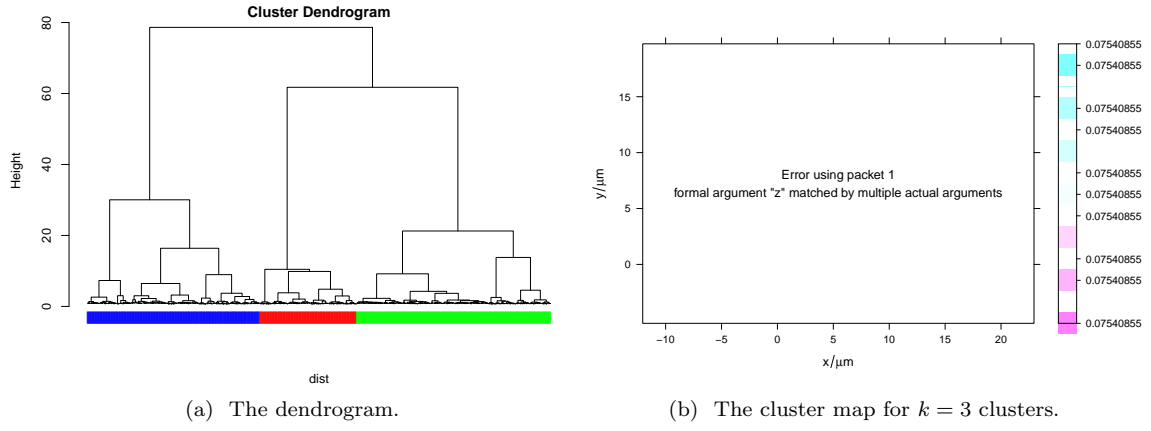 Cluster Dendrogram
80
60
40
20
0
Height
dist
(a) The dendrogram.
15
10
5
0
y/μm
−10 −5 0 5 10 15 20
x/μm
Error using packet 1
formal argument "z" matched by multiple actual arguments
0.07540855
0.07540855
0.07540855
0.07540855
0.07540855
0.07540855
0.07540855
0.07540855
0.07540855
(b) The cluster map for k = 3 clusters.